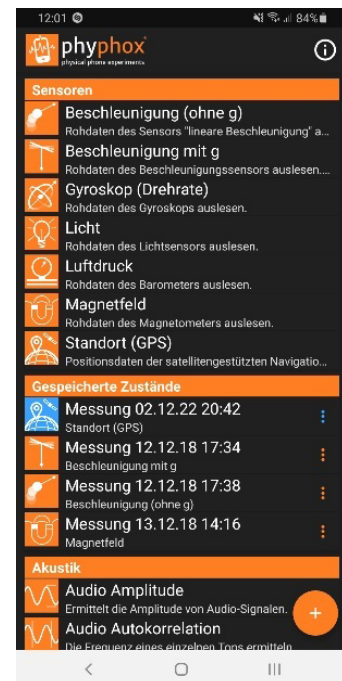 12:01
84%
phyphox
physical phone experiments
Sensoren
Beschleunigung (ohne g)
Rohdaten des Sensors "lineare Beschleunigung" a...
Beschleunigung mit g
Rohdaten des Beschleunigungssensors auslesen....
Gyroskop (Drehrate)
Rohdaten des Gyroskops auslesen.
Licht
Rohdaten des Lichtsensors auslesen.
Luftdruck
Rohdaten des Barometers auslesen.
Magnetfeld
Rohdaten des Magnetometers auslesen.
Standort (GPS)
Positionsdaten der satellitengestützten Navigatio...
Gespeicherte Zustände
Messung 02.12.22 20:42
Standort (GPS)
Messung 12.12.18 17:34
Beschleunigung mit g
Messung 12.12.18 17:38
Beschleunigung (ohne g)
Messung 13.12.18 14:16
Magnetfeld
Akustik
Audio Amplitude
Ermittelt die Amplitude von Audio-Signalen.
Audio Autokorrelation
Die Frequenz eines einzelnen Tons ermitteln